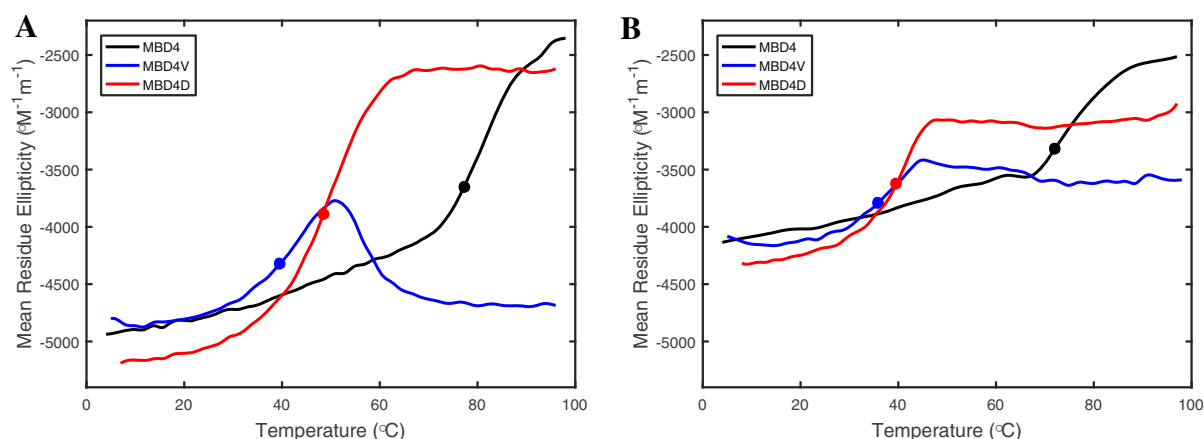 A
MBD4
MBD4V
MBD4D
-2500
-3000
-3500
-4000
-4500
-5000
0 20 40 60 80 100
Temperature (°C)
Mean Residue Ellipticity (°M⁻¹m⁻¹)
B
MBD4
MBD4V
MBD4D
-2500
-3000
-3500
-4000
-4500
-5000
0 20 40 60 80 100
Temperature (°C)
Mean Residue Ellipticity (°M⁻¹m⁻¹)